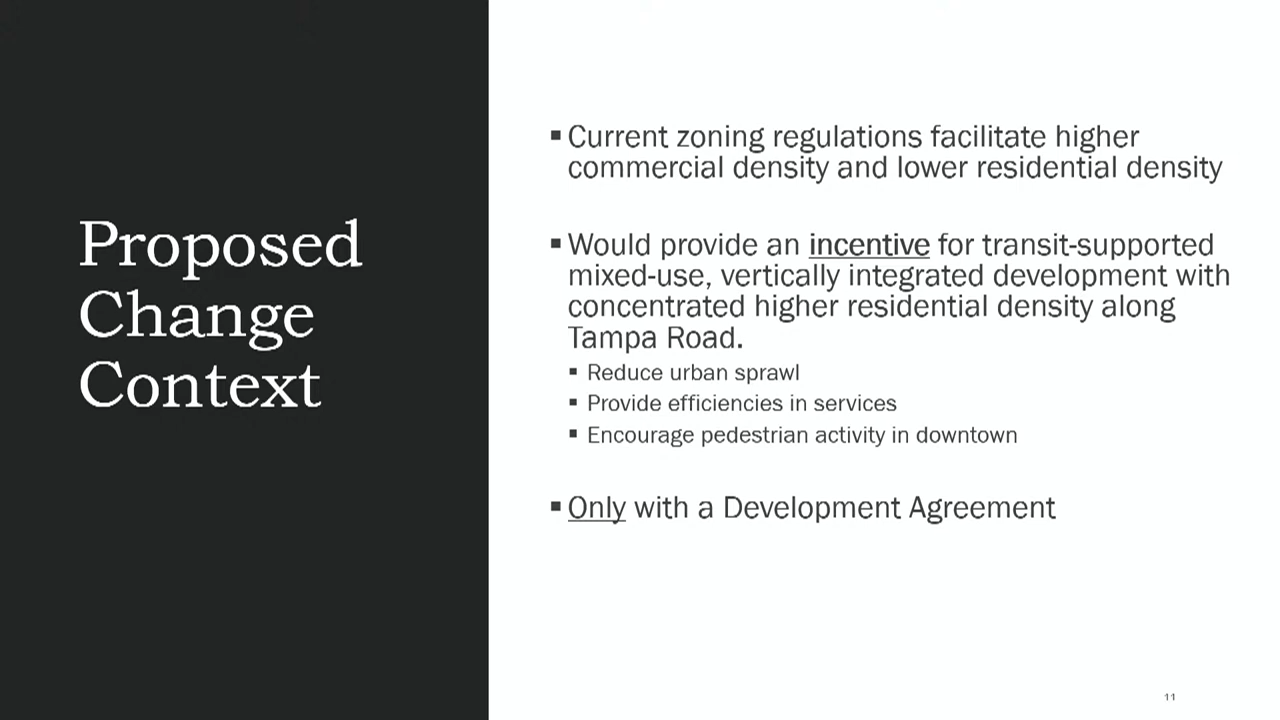 Proposed
Change
Context
▪ Current zoning regulations facilitate higher
commercial density and lower residential density
▪ Would provide an incentive for transit-supported
mixed-use, vertically integrated development with
concentrated higher residential density along
Tampa Road.
▪ Reduce urban sprawl
▪ Provide efficiencies in services
▪ Encourage pedestrian activity in downtown
▪ Only with a Development Agreement
11